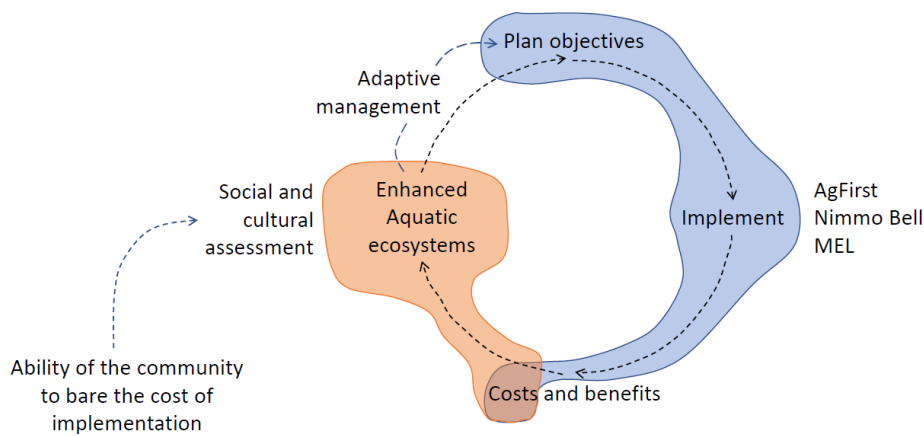 Plan objectives
Adaptive
management
Social and
cultural
assessment
Enhanced
Aquatic
ecosystems
Implement
AgFirst
Nimmo Bell
MEL
Ability of the community
to bare the cost of
implementation
Costs and benefits